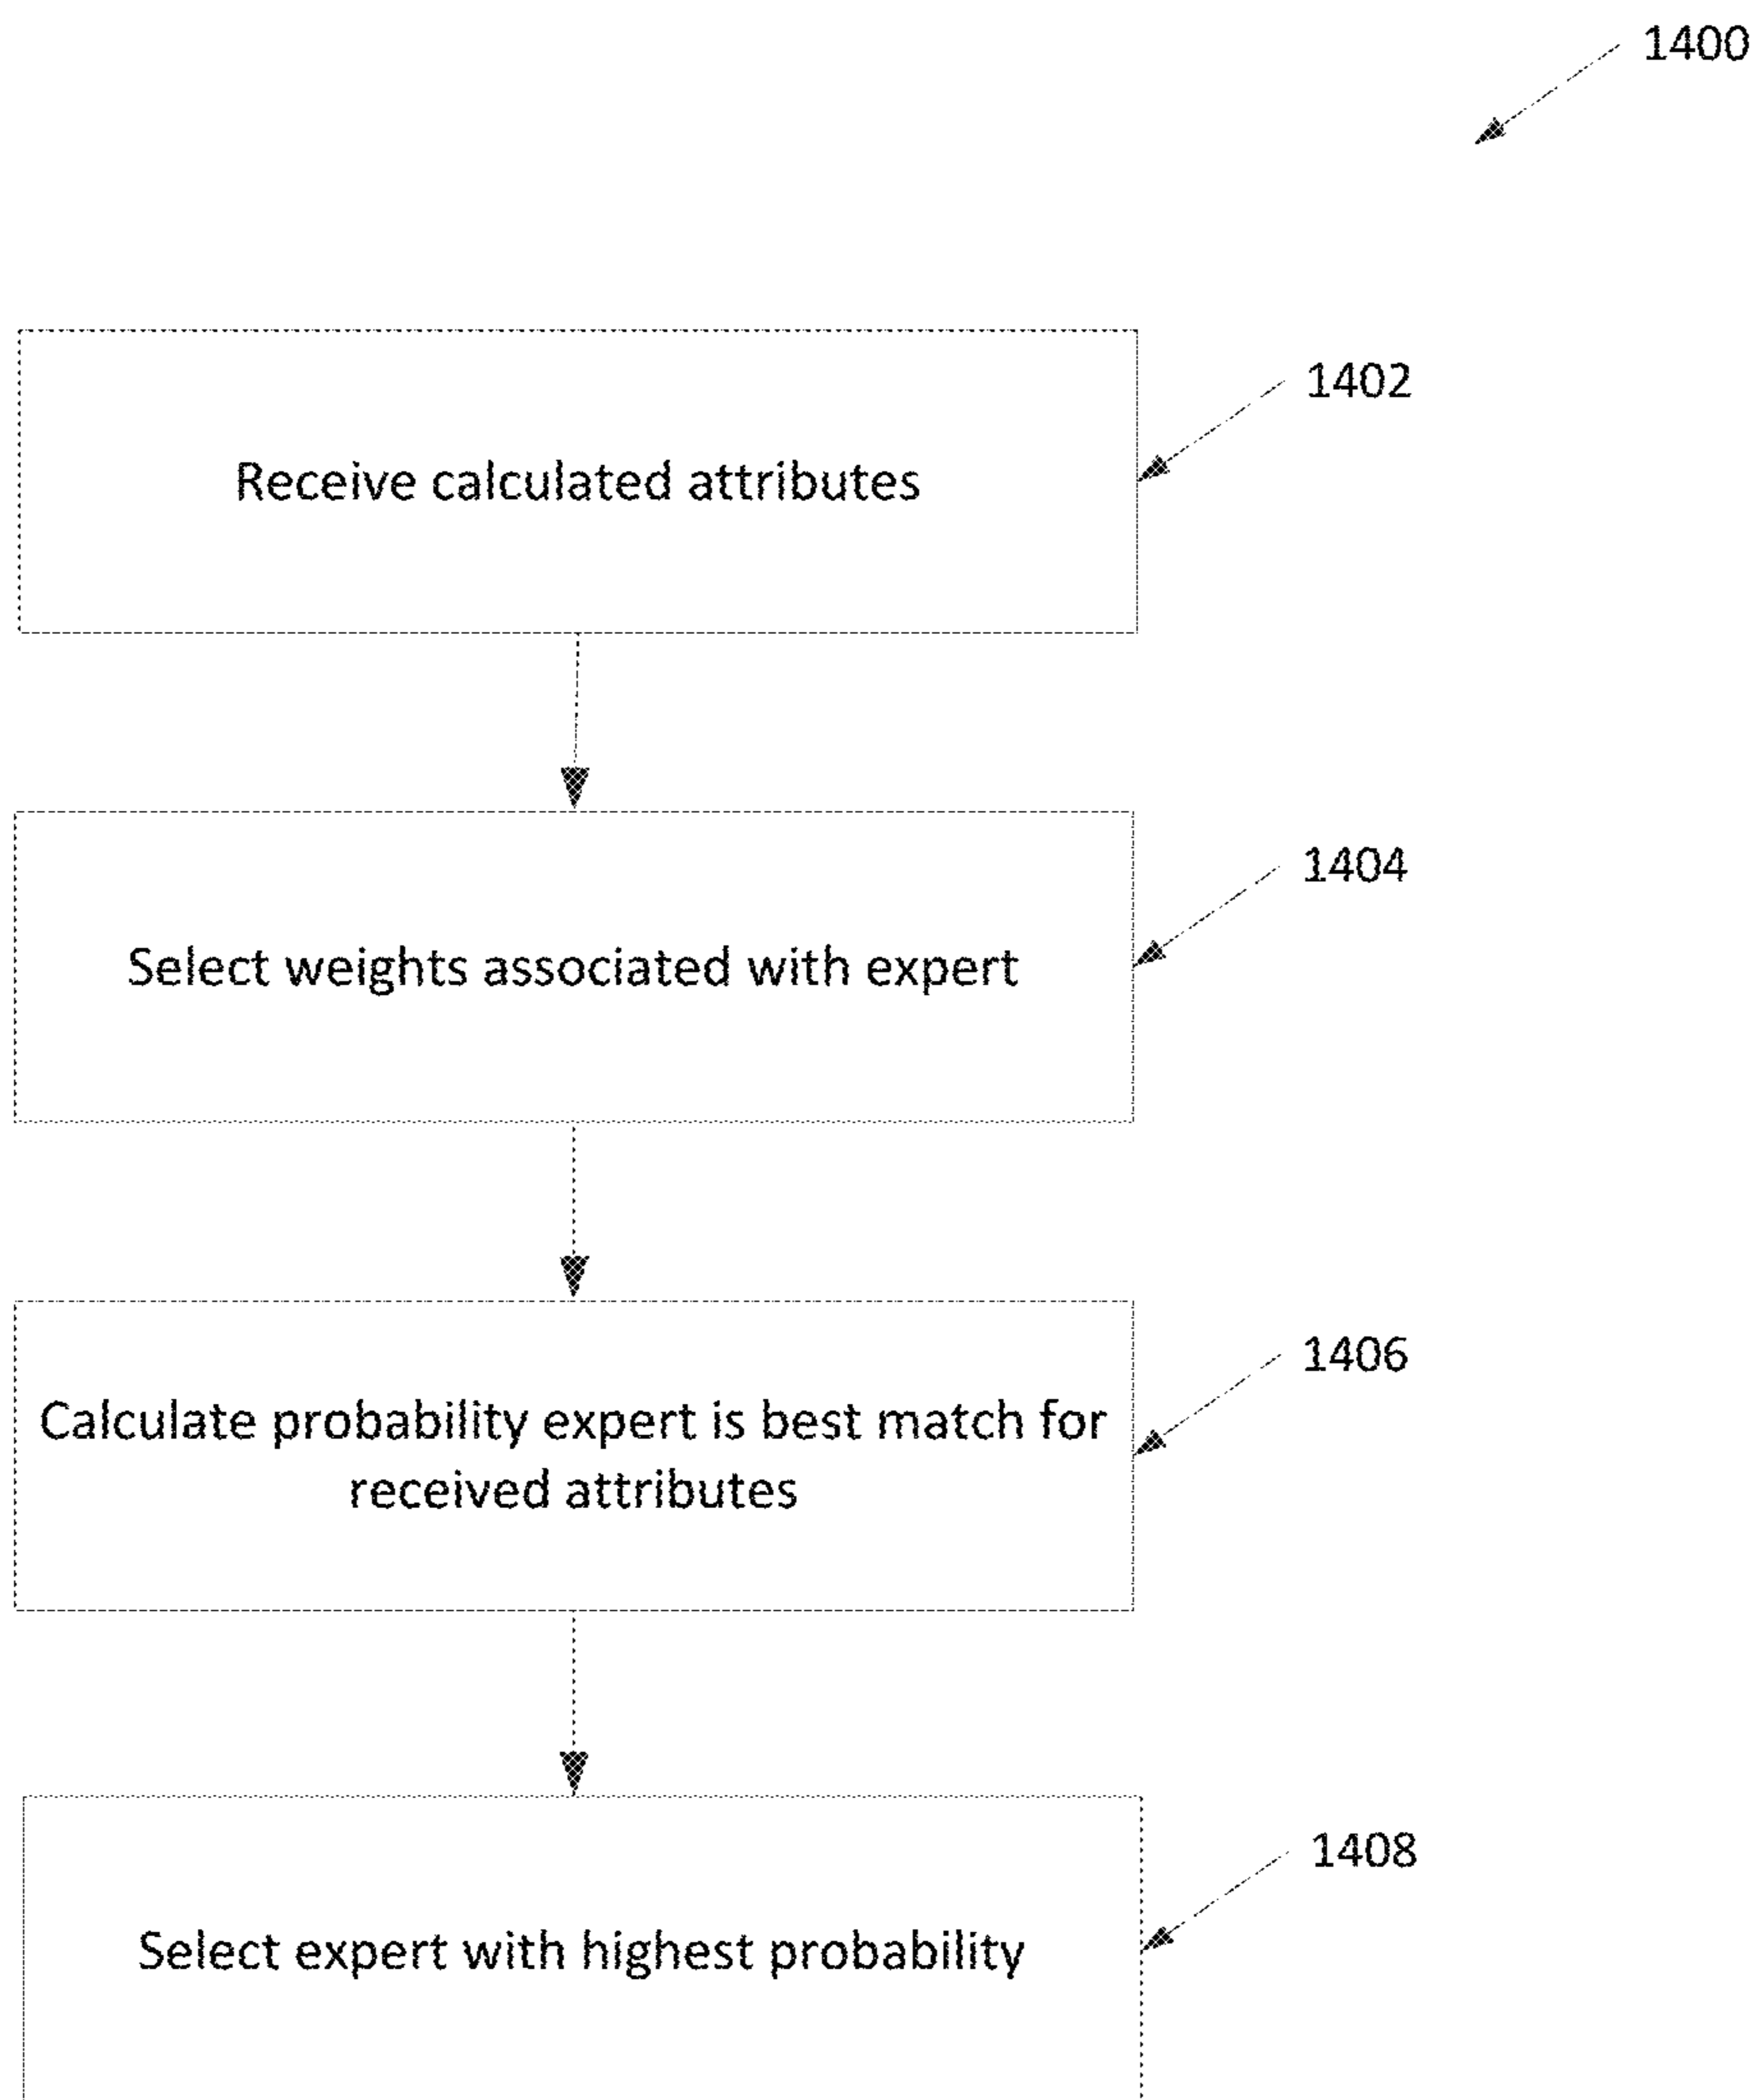 1400
1402
Receive calculated attributes
1404
Select weights associated with expert
1406
Calculate probability expert is best match for
received attributes
1408
Select expert with highest probability